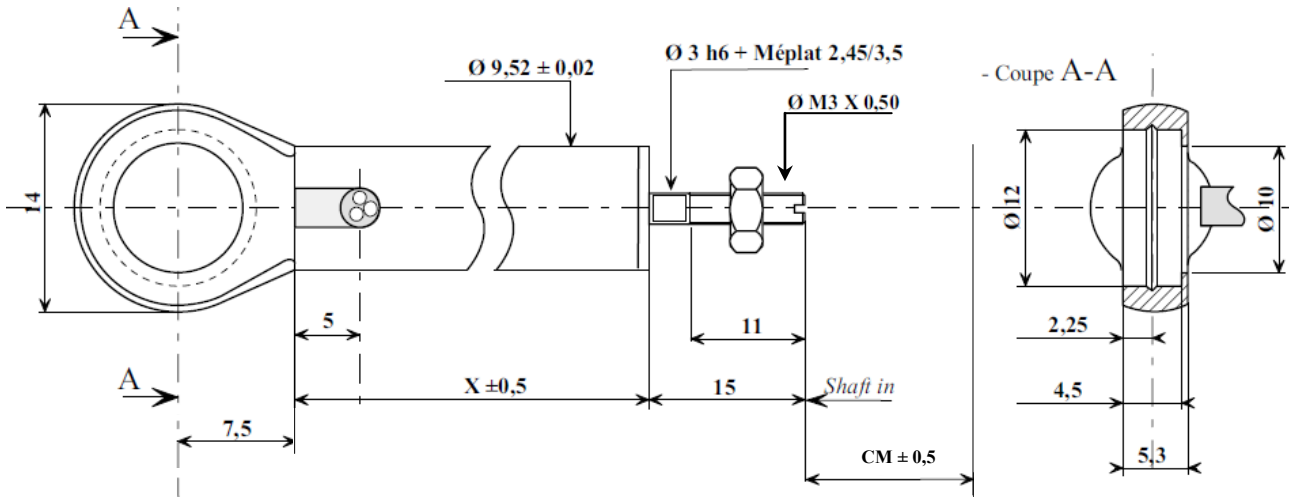 A
Ø 3 h6 + Méplat 2,45/3,5
Ø 9,52 ± 0,02
- Coupe A-A
Ø M3 X 0,50
14
Ø 12
Ø 10
5
11
2,25
A
X ±0,5
15
Shaft in
4,5
7,5
CM ± 0,5
5,3